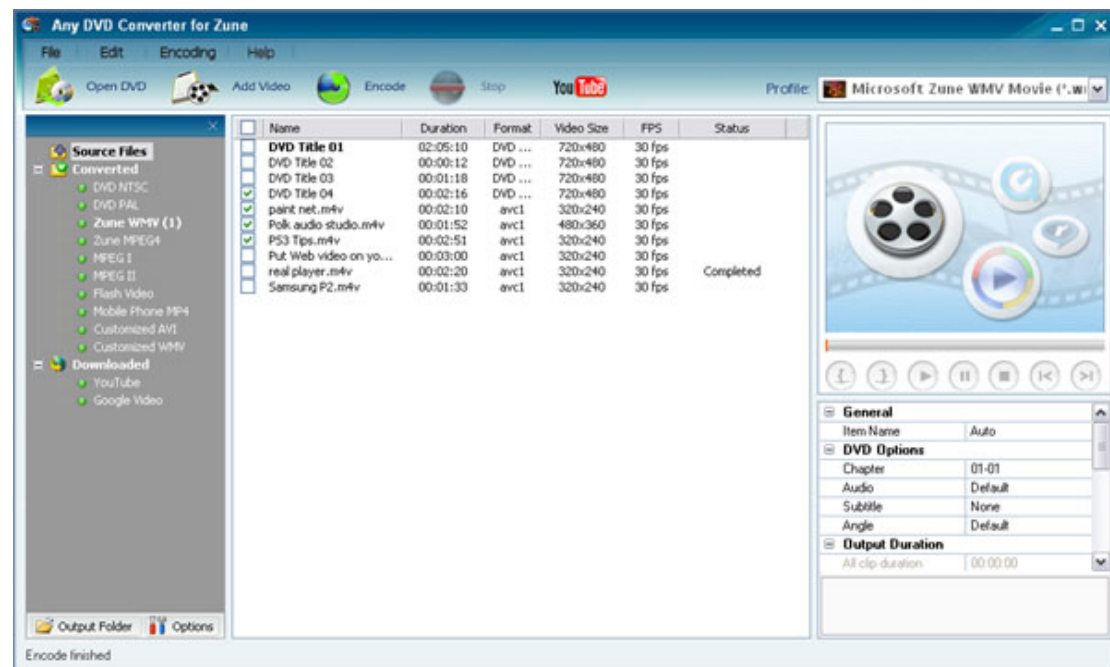 Any DVD Converter for Zune
File Edit Encoding Help
Open DVD Add Video Encode Stop You Tube Profile: Microsoft Zune WMV Movie (*.w
Source Files
Converted
DVD NTSC
DVD PAL
Zune WMV (1)
Zune MPEG4
MPEG I
MPEG II
Flash Video
Mobile Phone MP4
Customized AVI
Customized WMV
Downloaded
YouTube
Google Video
Output Folder Options
Name Duration Format Video Size FPS Status
DVD Title 01 02:05:10 DVD ... 720x480 30 fps
DVD Title 02 00:00:12 DVD ... 720x480 30 fps
DVD Title 03 00:01:18 DVD ... 720x480 30 fps
DVD Title 04 00:02:16 DVD ... 720x480 30 fps
paint net.m4v 00:02:10 avc1 320x240 30 fps
Polk audio studio.m4v 00:01:52 avc1 480x360 30 fps
PS3 Tips.m4v 00:02:51 avc1 320x240 30 fps
Put Web video on yo... 00:03:00 avc1 320x240 30 fps
real player.m4v 00:02:20 avc1 320x240 30 fps Completed
Samsung P2.m4v 00:01:33 avc1 320x240 30 fps
General
Item Name Auto
DVD Options
Chapter 01-01
Audio Default
Subtitle None
Angle Default
Output Duration
All clip duration 00:00:00
Encode finished